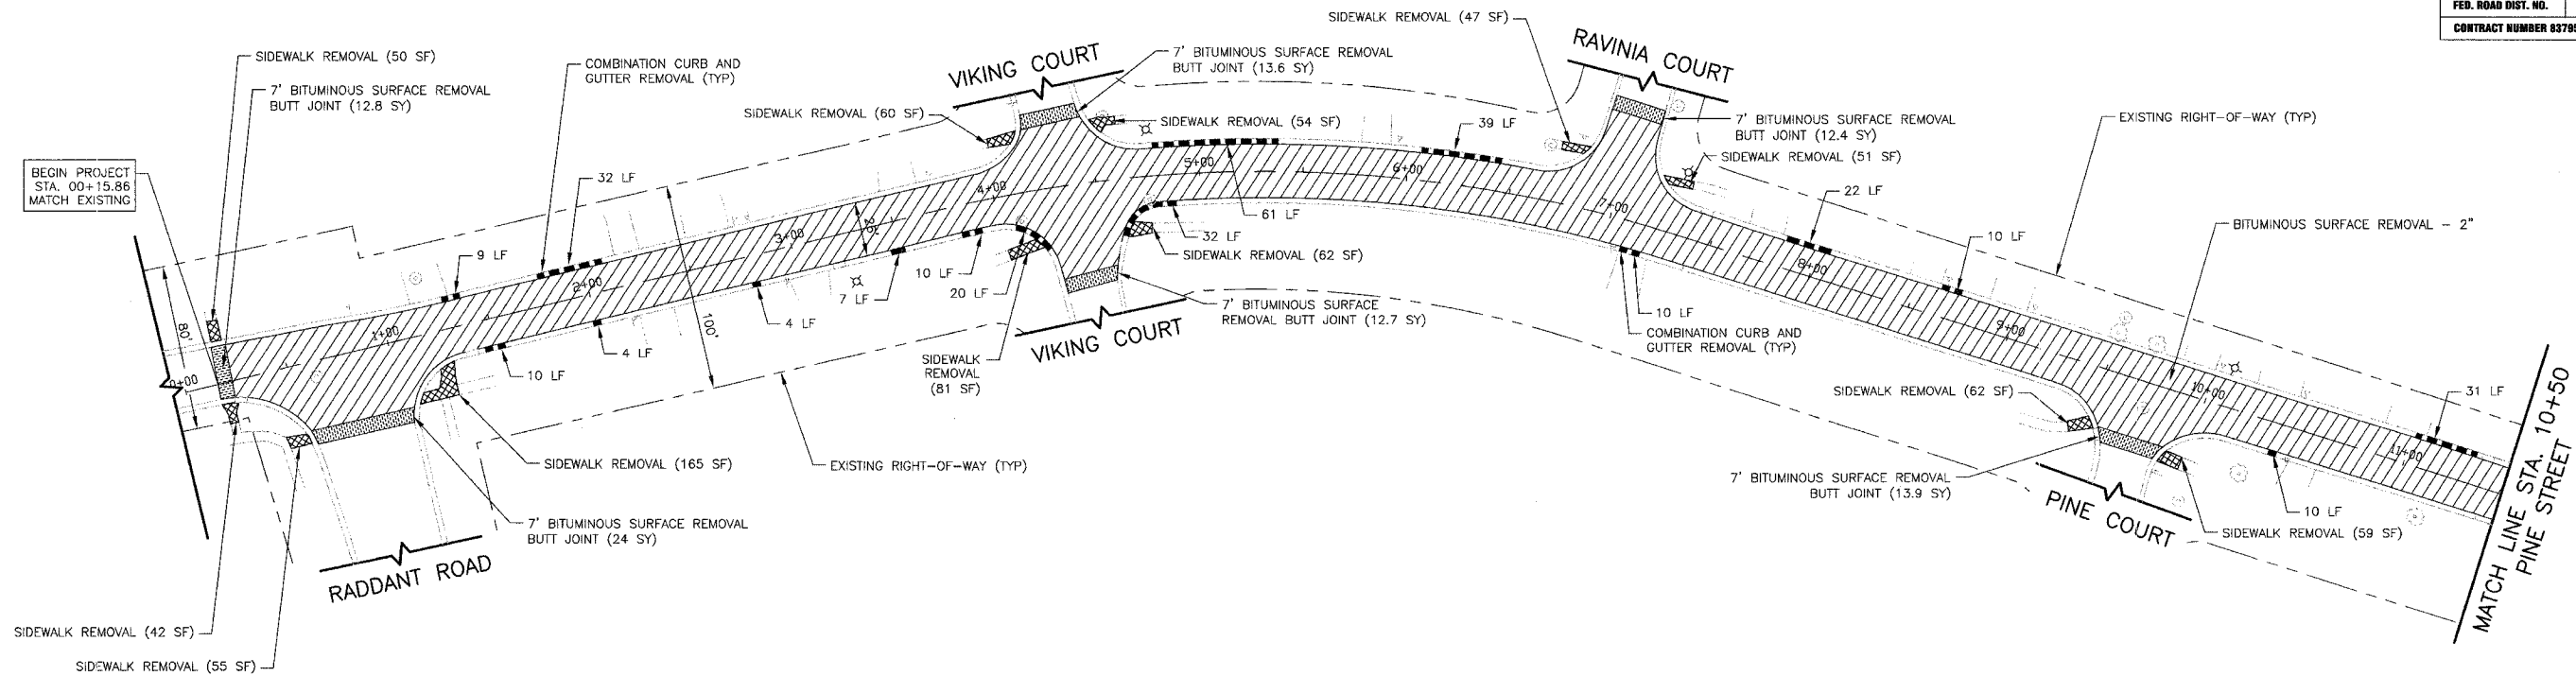 FED. ROAD DIST. NO.
CONTRACT NUMBER 83795
SIDEWALK REMOVAL (47 SF)
SIDEWALK REMOVAL (50 SF)
7' BITUMINOUS SURFACE REMOVAL
BUTT JOINT (12.8 SY)
COMBINATION CURB AND
GUTTER REMOVAL (TYP)
VIKING COURT
7' BITUMINOUS SURFACE REMOVAL
BUTT JOINT (13.6 SY)
RAVINIA COURT
SIDEWALK REMOVAL (60 SF)
SIDEWALK REMOVAL (54 SF)
39 LF
7' BITUMINOUS SURFACE REMOVAL
BUTT JOINT (12.4 SY)
EXISTING RIGHT-OF-WAY (TYP)
SIDEWALK REMOVAL (51 SF)
BEGIN PROJECT
STA. 00+15.86
MATCH EXISTING
32 LF
9 LF
22 LF
10 LF
BITUMINOUS SURFACE REMOVAL - 2"
0+00
1+00
2+00
3+00
4+00
5+00
6+00
7+00
8+00
9+00
10+00
11+00
80'
100'
61 LF
32 LF
SIDEWALK REMOVAL (62 SF)
10 LF
7 LF
20 LF
4 LF
4 LF
10 LF
7' BITUMINOUS SURFACE
REMOVAL BUTT JOINT (12.7 SY)
VIKING COURT
SIDEWALK
REMOVAL
(81 SF)
10 LF
COMBINATION CURB AND
GUTTER REMOVAL (TYP)
SIDEWALK REMOVAL (62 SF)
31 LF
SIDEWALK REMOVAL (165 SF)
EXISTING RIGHT-OF-WAY (TYP)
7' BITUMINOUS SURFACE REMOVAL
BUTT JOINT (13.9 SY)
PINE COURT
10 LF
SIDEWALK REMOVAL (59 SF)
MATCH LINE STA. 10+50
PINE STREET
7' BITUMINOUS SURFACE REMOVAL
BUTT JOINT (24 SY)
RADDANT ROAD
SIDEWALK REMOVAL (42 SF)
SIDEWALK REMOVAL (55 SF)